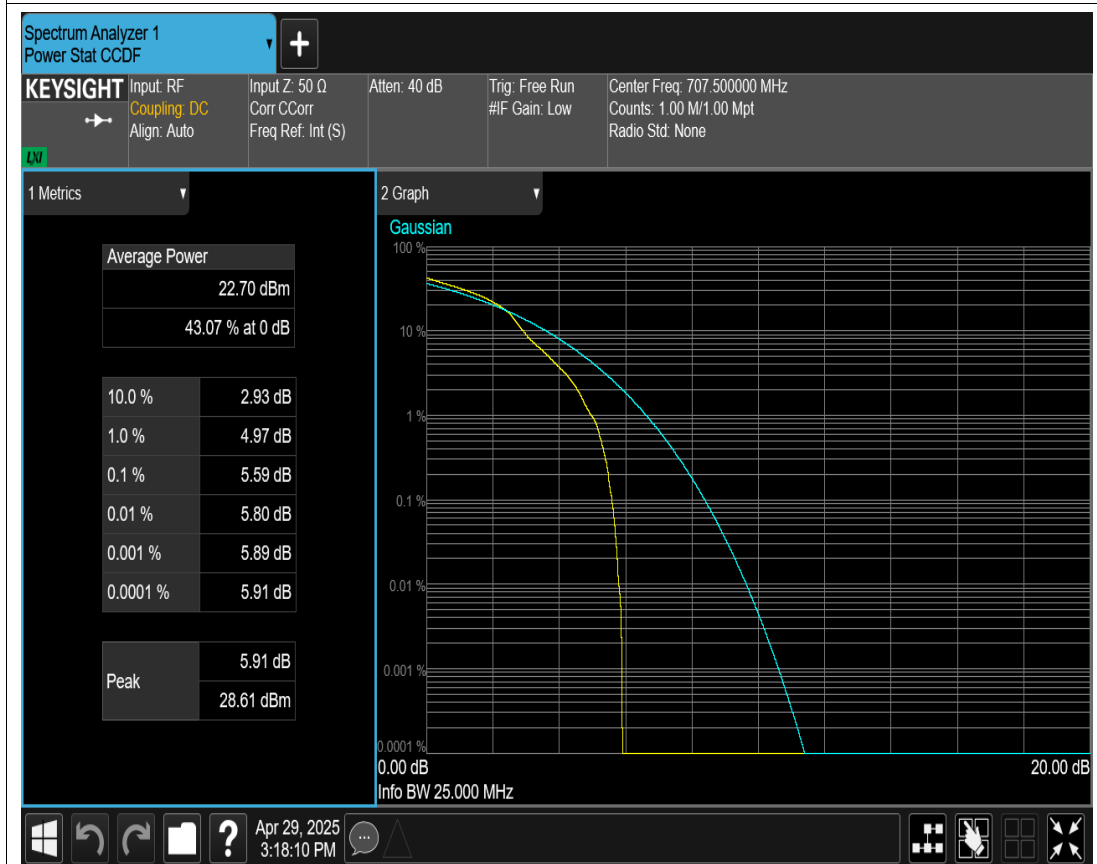 Spectrum Analyzer 1
Power Stat CCDF
KEYSIGHT
Input: RF
Coupling: DC
Align: Auto
Input Z: 50 Ω
Corr CCorr
Freq Ref: Int (S)
Atten: 40 dB
Trig: Free Run
#IF Gain: Low
Center Freq: 707.500000 MHz
Counts: 1.00 M/1.00 Mpt
Radio Std: None
LXI
1 Metrics
Average Power
22.70 dBm
43.07 % at 0 dB
10.0 % 2.93 dB
1.0 % 4.97 dB
0.1 % 5.59 dB
0.01 % 5.80 dB
0.001 % 5.89 dB
0.0001 % 5.91 dB
Peak
5.91 dB
28.61 dBm
2 Graph
Gaussian
100 %
10 %
1 %
0.1 %
0.01 %
0.001 %
0.0001 %
0.00 dB 20.00 dB
Info BW 25.000 MHz
?
Apr 29, 2025
3:18:10 PM